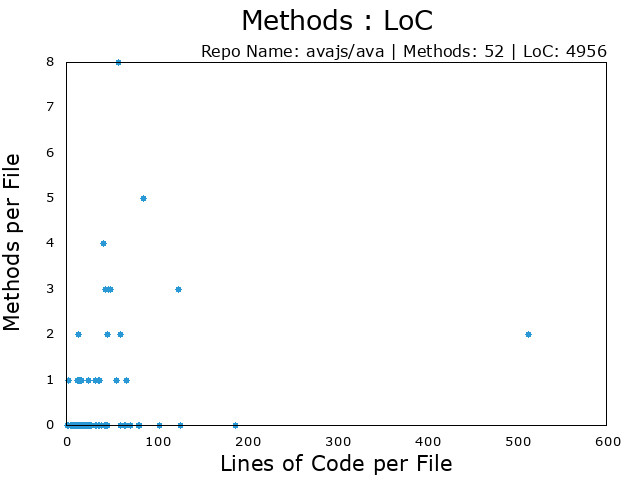 Methods : LoC
Repo Name: avajs/ava | Methods: 52 | LoC: 4956
Methods per File
8
7
6
5
4
3
2
1
0
0 100 200 300 400 500 600
Lines of Code per File